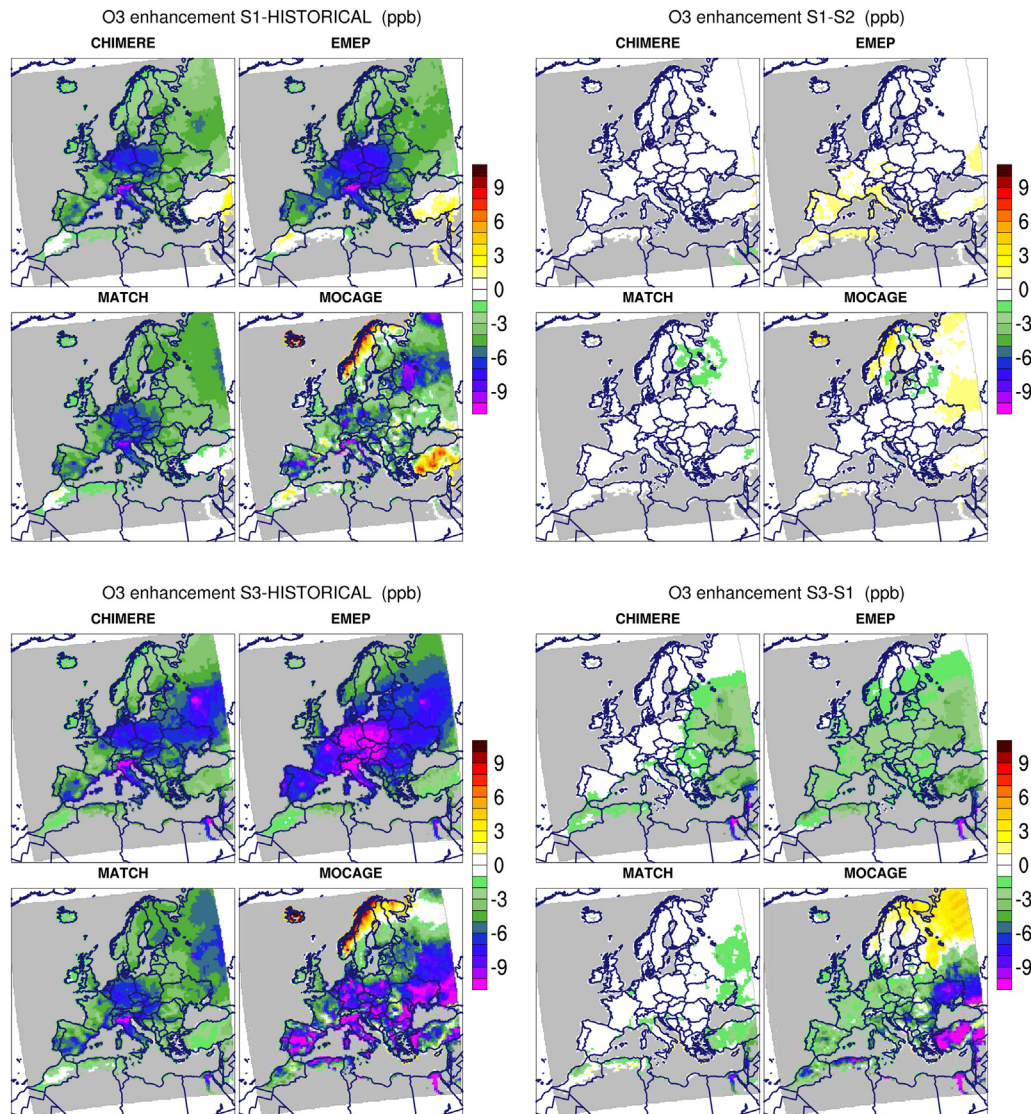 O3 enhancement S1-HISTORICAL (ppb)
CHIMERE EMEP
MATCH MOCAGE
9
6
3
0
-3
-6
-9
O3 enhancement S1-S2 (ppb)
CHIMERE EMEP
MATCH MOCAGE
9
6
3
0
-3
-6
-9
O3 enhancement S3-HISTORICAL (ppb)
CHIMERE EMEP
MATCH MOCAGE
9
6
3
0
-3
-6
-9
O3 enhancement S3-S1 (ppb)
CHIMERE EMEP
MATCH MOCAGE
9
6
3
0
-3
-6
-9